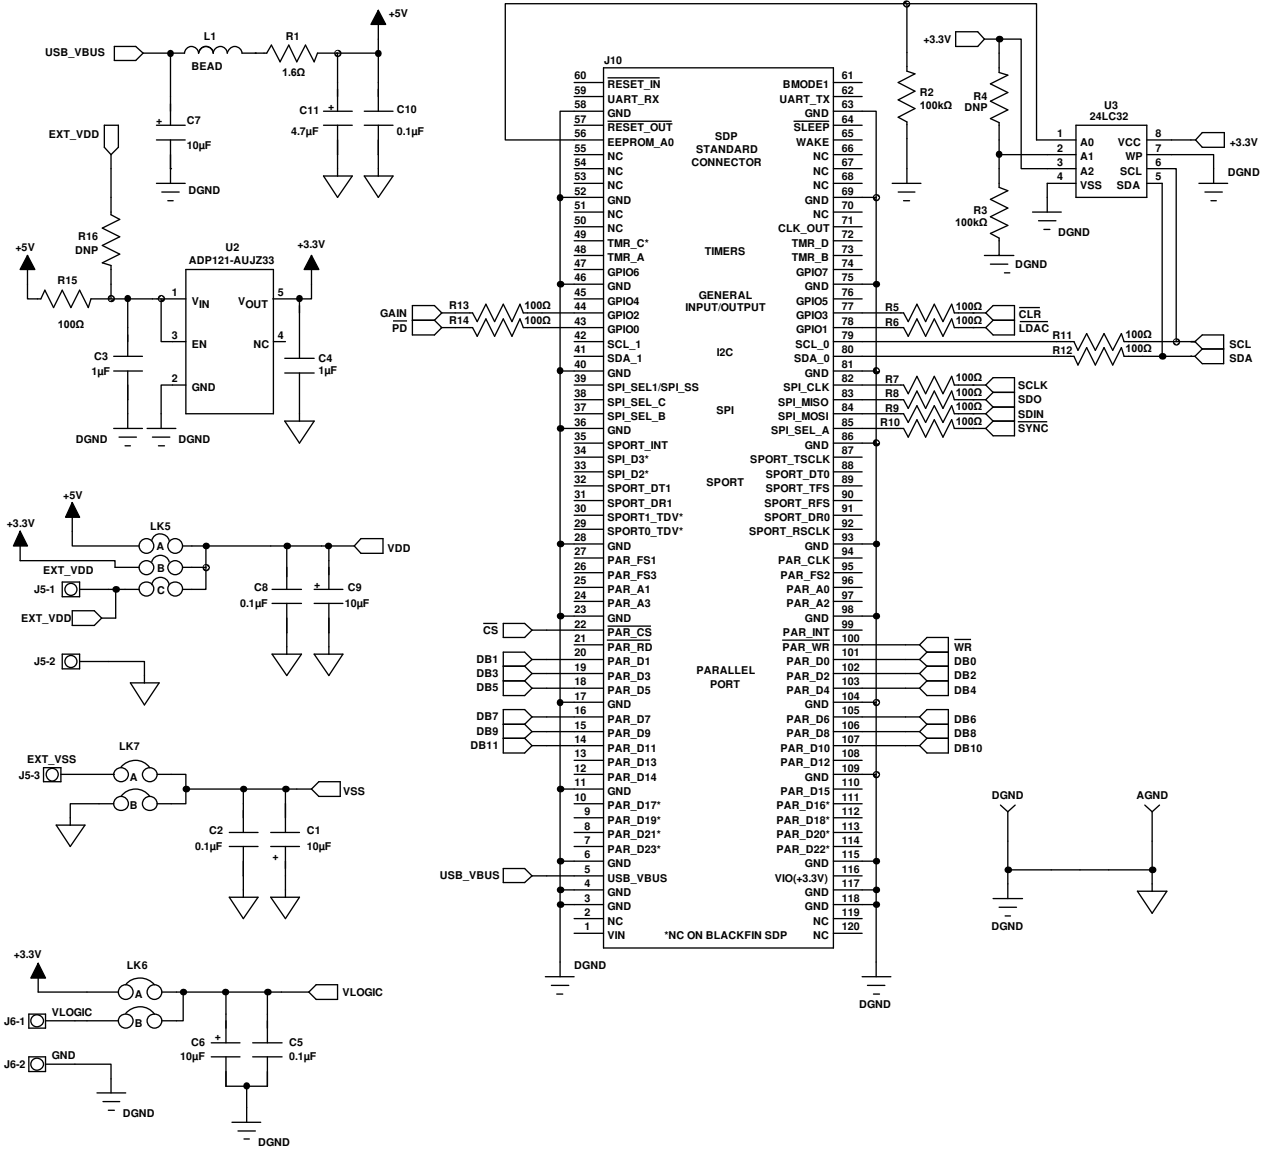 +5V
USB_VBUS
L1
BEAD
R1
1.6Ω
C7
10µF
DGND
C11
4.7µF
C10
0.1µF
EXT_VDD
R16
DNP
+5V
R15
100Ω
U2
ADP121-AUJZ33
1 VIN
VOUT 5
3 EN
NC 4
2 GND
+3.3V
C3
1µF
C4
1µF
DGND
DGND
+5V
+3.3V
LK5
A
B
C
EXT_VDD
J5-1
EXT_VDD
J5-2
VDD
C8
0.1µF
C9
10µF
LK7
EXT_VSS
J5-3
A
B
VSS
C2
0.1µF
C1
10µF
+3.3V
LK6
A
B
VLOGIC
J6-1
VLOGIC
J6-2
GND
DGND
C6
10µF
C5
0.1µF
DGND
J10
60 RESET_IN
59 UART_RX
58 GND
57 RESET_OUT
56 EEPROM_A0
55 NC
54 NC
53 NC
52 GND
51 NC
50 NC
49 TMR_C*
48 TMR_A
47 GPIO6
46 GND
45 GPIO4
44 GPIO2
43 GPIO0
42 SCL_1
41 SDA_1
40 GND
39 SPI_SEL1/SPI_SS
38 SPI_SEL_C
37 SPI_SEL_B
36 GND
35 SPORT_INT
34 SPI_D3*
33 SPI_D2*
32 SPORT_DT1
31 SPORT_DR1
30 SPORT1_TDV*
29 SPORT0_TDV*
28 GND
27 PAR_FS1
26 PAR_FS3
25 PAR_A1
24 PAR_A3
23 GND
22 PAR_CS
21 PAR_RD
20 PAR_D1
19 PAR_D3
18 PAR_D5
17 GND
16 PAR_D7
15 PAR_D9
14 PAR_D11
13 PAR_D13
12 PAR_D14
11 GND
10 PAR_D17*
9 PAR_D19*
8 PAR_D21*
7 PAR_D23*
6 GND
5 USB_VBUS
4 GND
3 GND
2 NC
1 VIN
SDP
STANDARD
CONNECTOR
TIMERS
GENERAL
INPUT/OUTPUT
I2C
SPI
SPORT
PARALLEL
PORT
*NC ON BLACKFIN SDP
BMODE1 61
UART_TX 62
GND 63
SLEEP 64
WAKE 65
NC 66
NC 67
NC 68
GND 69
NC 70
CLK_OUT 71
TMR_D 72
TMR_B 73
GPIO7 74
GND 75
GPIO5 76
GPIO3 77
GPIO1 78
SCL_0 79
SDA_0 80
GND 81
SPI_CLK 82
SPI_MISO 83
SPI_MOSI 84
SPI_SEL_A 85
GND 86
SPORT_TSCLK 87
SPORT_DT0 88
SPORT_TFS 89
SPORT_RFS 90
SPORT_DR0 91
SPORT_RSCLK 92
GND 93
PAR_CLK 94
PAR_FS2 95
PAR_A0 96
PAR_A2 97
GND 98
PAR_INT 99
PAR_WR 100
PAR_D0 101
PAR_D2 102
PAR_D4 103
GND 104
PAR_D6 105
PAR_D8 106
PAR_D10 107
PAR_D12 108
GND 109
PAR_D15 110
PAR_D16* 111
PAR_D18* 112
PAR_D20* 113
PAR_D22* 114
GND 115
VIO(+3.3V) 116
GND 117
GND 118
NC 119
NC 120
GAIN R13 100Ω
PD R14 100Ω
CS
DB1
DB3
DB5
DB7
DB9
DB11
USB_VBUS
DGND
DGND
R5 100Ω CLR
R6 100Ω LDAC
R11 100Ω SCL
R12 100Ω SDA
R7 100Ω SCLK
R8 100Ω SDO
R9 100Ω SDIN
R10 100Ω SYNC
WR
DB0
DB2
DB4
DB6
DB8
DB10
R2
100kΩ
+3.3V
R4
DNP
R3
100kΩ
DGND
U3
24LC32
1 A0
2 A1
3 A2
4 VSS
VCC 8
WP 7
SCL 6
SDA 5
+3.3V
DGND
DGND
DGND
AGND
DGND